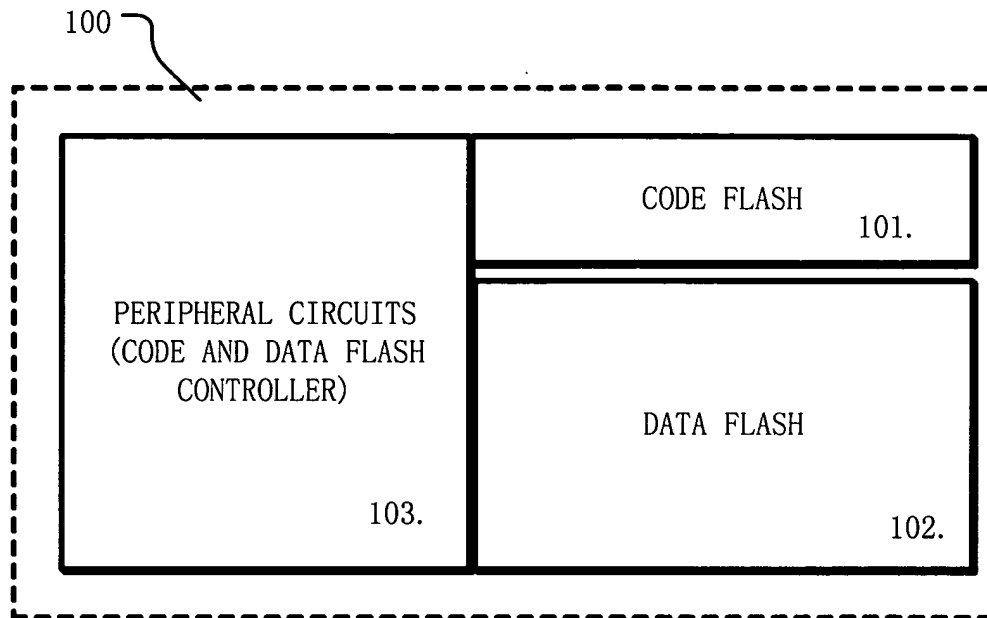 100
CODE FLASH
101.
PERIPHERAL CIRCUITS
(CODE AND DATA FLASH
CONTROLLER)
103.
DATA FLASH
102.